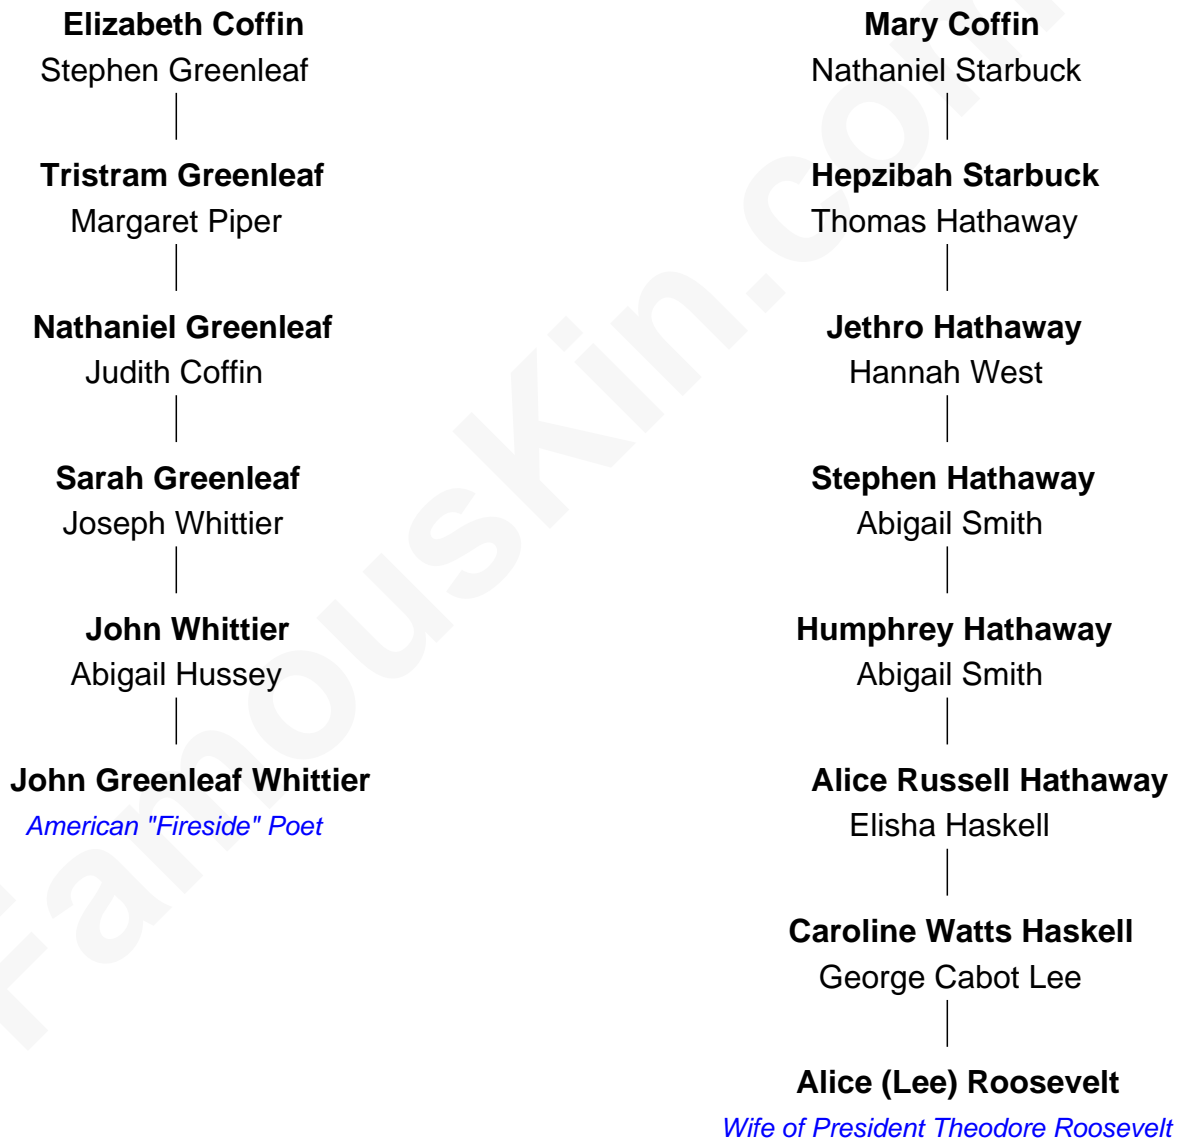 Elizabeth Coffin
Stephen Greenleaf
Tristram Greenleaf
Margaret Piper
Nathaniel Greenleaf
Judith Coffin
Sarah Greenleaf
Joseph Whittier
John Whittier
Abigail Hussey
John Greenleaf Whittier
American "Fireside" Poet
Mary Coffin
Nathaniel Starbuck
Hepzibah Starbuck
Thomas Hathaway
Jethro Hathaway
Hannah West
Stephen Hathaway
Abigail Smith
Humphrey Hathaway
Abigail Smith
Alice Russell Hathaway
Elisha Haskell
Caroline Watts Haskell
George Cabot Lee
Alice (Lee) Roosevelt
Wife of President Theodore Roosevelt
FamousKin.com